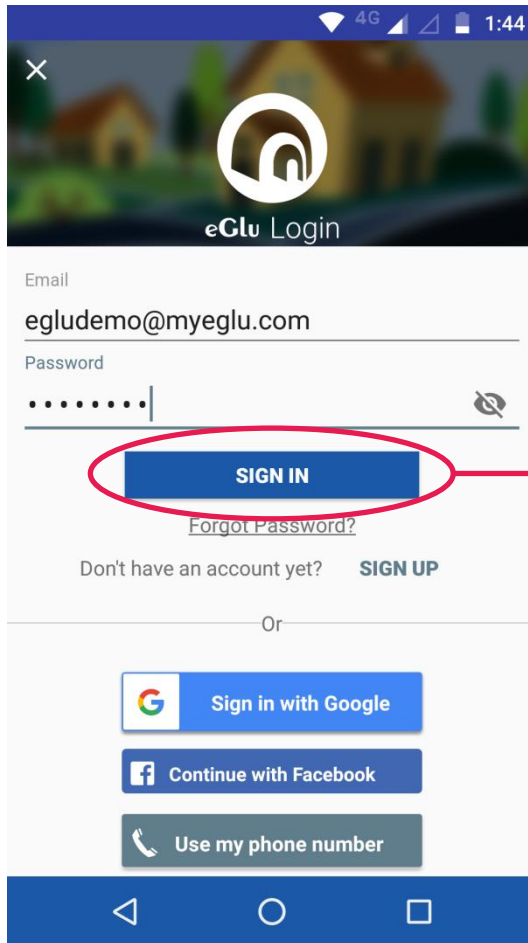 4G 1:44
eGlu Login
Email
egludemo@myeglu.com
Password
••••••••
SIGN IN
Forgot Password?
Don't have an account yet? SIGN UP
Or
G Sign in with Google
f Continue with Facebook
Use my phone number